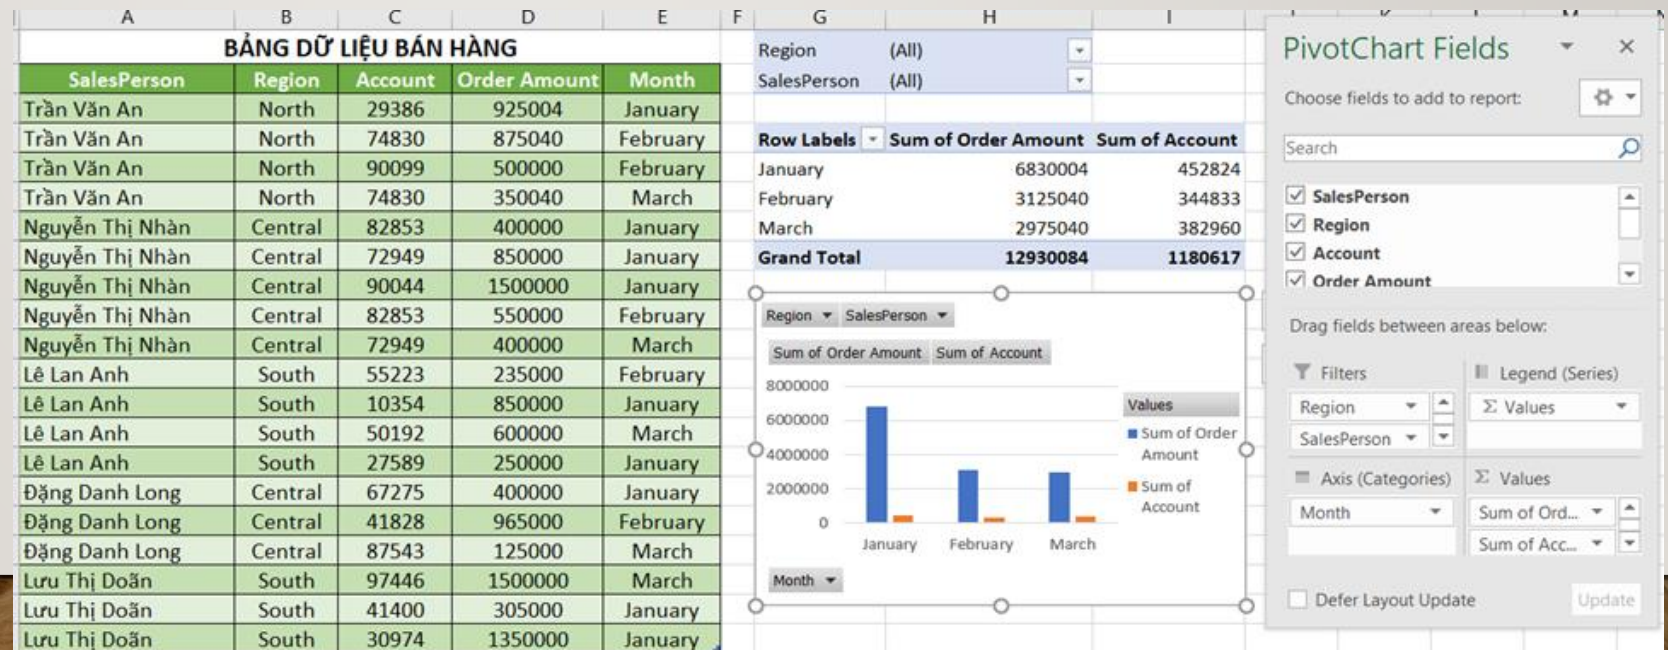 A B C D E F G H I
BẢNG DỮ LIỆU BÁN HÀNG
SalesPerson Region Account Order Amount Month
Trần Văn An North 29386 925004 January
Trần Văn An North 74830 875040 February
Trần Văn An North 90099 500000 February
Trần Văn An North 74830 350040 March
Nguyễn Thị Nhàn Central 82853 400000 January
Nguyễn Thị Nhàn Central 72949 850000 January
Nguyễn Thị Nhàn Central 90044 1500000 January
Nguyễn Thị Nhàn Central 82853 550000 February
Nguyễn Thị Nhàn Central 72949 400000 March
Lê Lan Anh South 55223 235000 February
Lê Lan Anh South 10354 850000 January
Lê Lan Anh South 50192 600000 March
Lê Lan Anh South 27589 250000 January
Đặng Danh Long Central 67275 400000 January
Đặng Danh Long Central 41828 965000 February
Đặng Danh Long Central 87543 125000 March
Lưu Thị Doãn South 97446 1500000 March
Lưu Thị Doãn South 41400 305000 January
Lưu Thị Doãn South 30974 1350000 January
Region (All)
SalesPerson (All)
Row Labels Sum of Order Amount Sum of Account
January 6830004 452824
February 3125040 344833
March 2975040 382960
Grand Total 12930084 1180617
Region SalesPerson
Sum of Order Amount Sum of Account
8000000
6000000
4000000
2000000
0
January February March
Values
Sum of Order
Amount
Sum of
Account
Month
PivotChart Fields
Choose fields to add to report:
Search
SalesPerson
Region
Account
Order Amount
Drag fields between areas below:
Filters
Region
SalesPerson
Legend (Series)
Σ Values
Axis (Categories)
Month
Σ Values
Sum of Ord...
Sum of Acc...
Defer Layout Update
Update